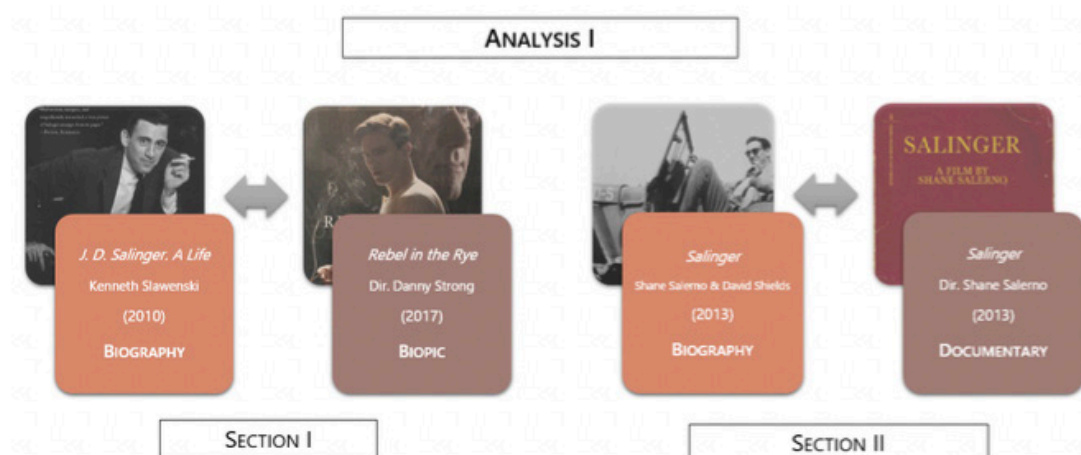 ANALYSIS I
SALINGER
A FILM BY
SHANE SALERNO
J. D. Salinger. A Life
Kenneth Slawenski
(2010)
BIOGRAPHY
Rebel in the Rye
Dir. Danny Strong
(2017)
BIOPIC
Salinger
Shane Salerno & David Shields
(2013)
BIOGRAPHY
Salinger
Dir. Shane Salerno
(2013)
DOCUMENTARY
SECTION I
SECTION II